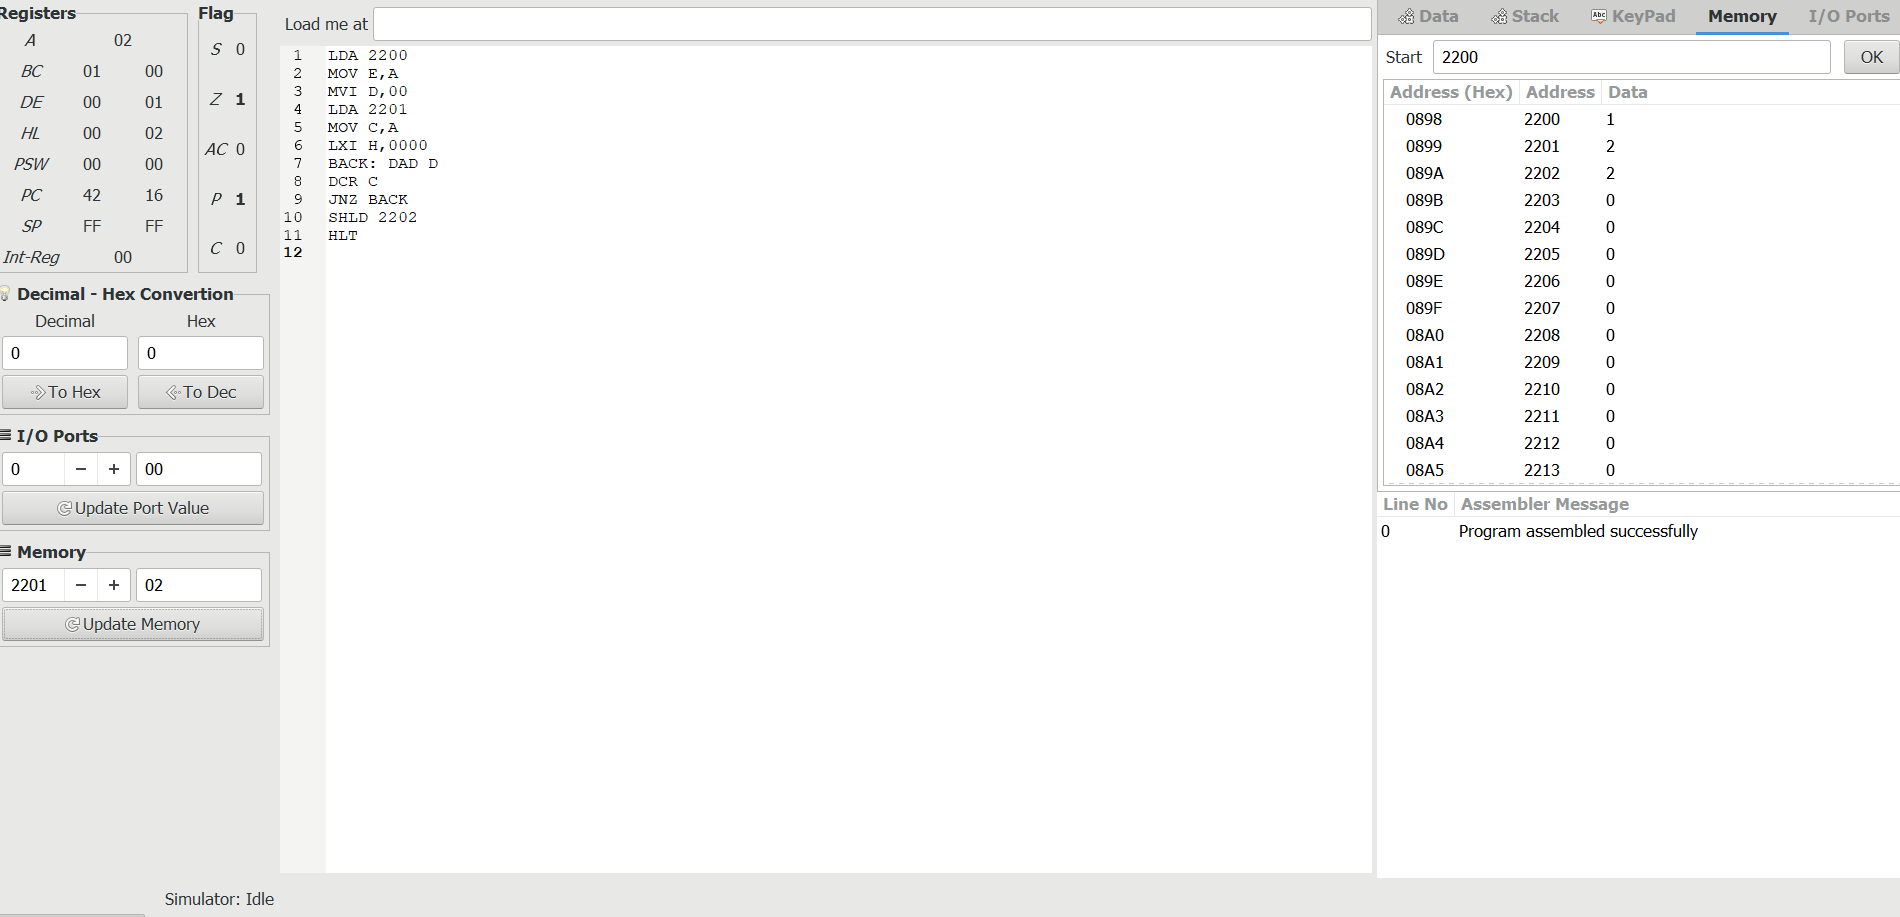 Registers
A 02
BC 01 00
DE 00 01
HL 00 02
PSW 00 00
PC 42 16
SP FF FF
Int-Reg 00
Flag
S 0
Z 1
AC 0
P 1
C 0
Decimal - Hex Convertion
Decimal Hex
0 0
To Hex To Dec
I/O Ports
0 − + 00
Update Port Value
Memory
2201 − + 02
Update Memory
Load me at
1 LDA 2200
2 MOV E,A
3 MVI D,00
4 LDA 2201
5 MOV C,A
6 LXI H,0000
7 BACK: DAD D
8 DCR C
9 JNZ BACK
10 SHLD 2202
11 HLT
12
Simulator: Idle
Data Stack Abc KeyPad Memory I/O Ports
Start 2200 OK
Address (Hex) Address Data
0898 2200 1
0899 2201 2
089A 2202 2
089B 2203 0
089C 2204 0
089D 2205 0
089E 2206 0
089F 2207 0
08A0 2208 0
08A1 2209 0
08A2 2210 0
08A3 2211 0
08A4 2212 0
08A5 2213 0
Line No Assembler Message
0 Program assembled successfully